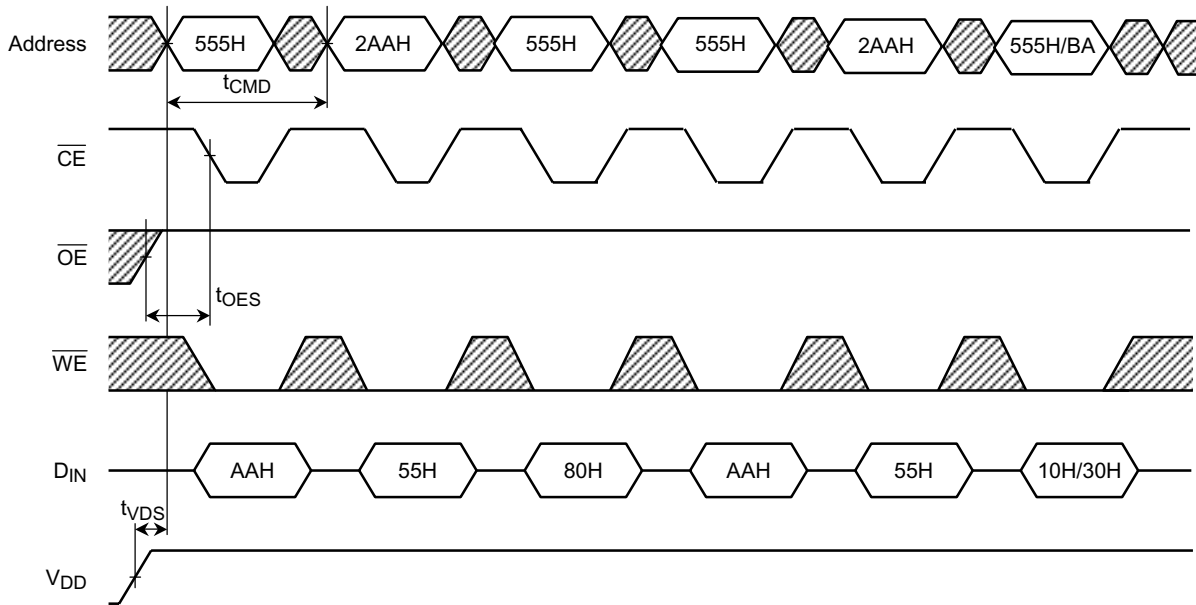 Address 555H 2AAH 555H 555H 2AAH 555H/BA
tCMD
CE
OE
tOES
WE
DIN AAH 55H 80H AAH 55H 10H/30H
tVDS
VDD